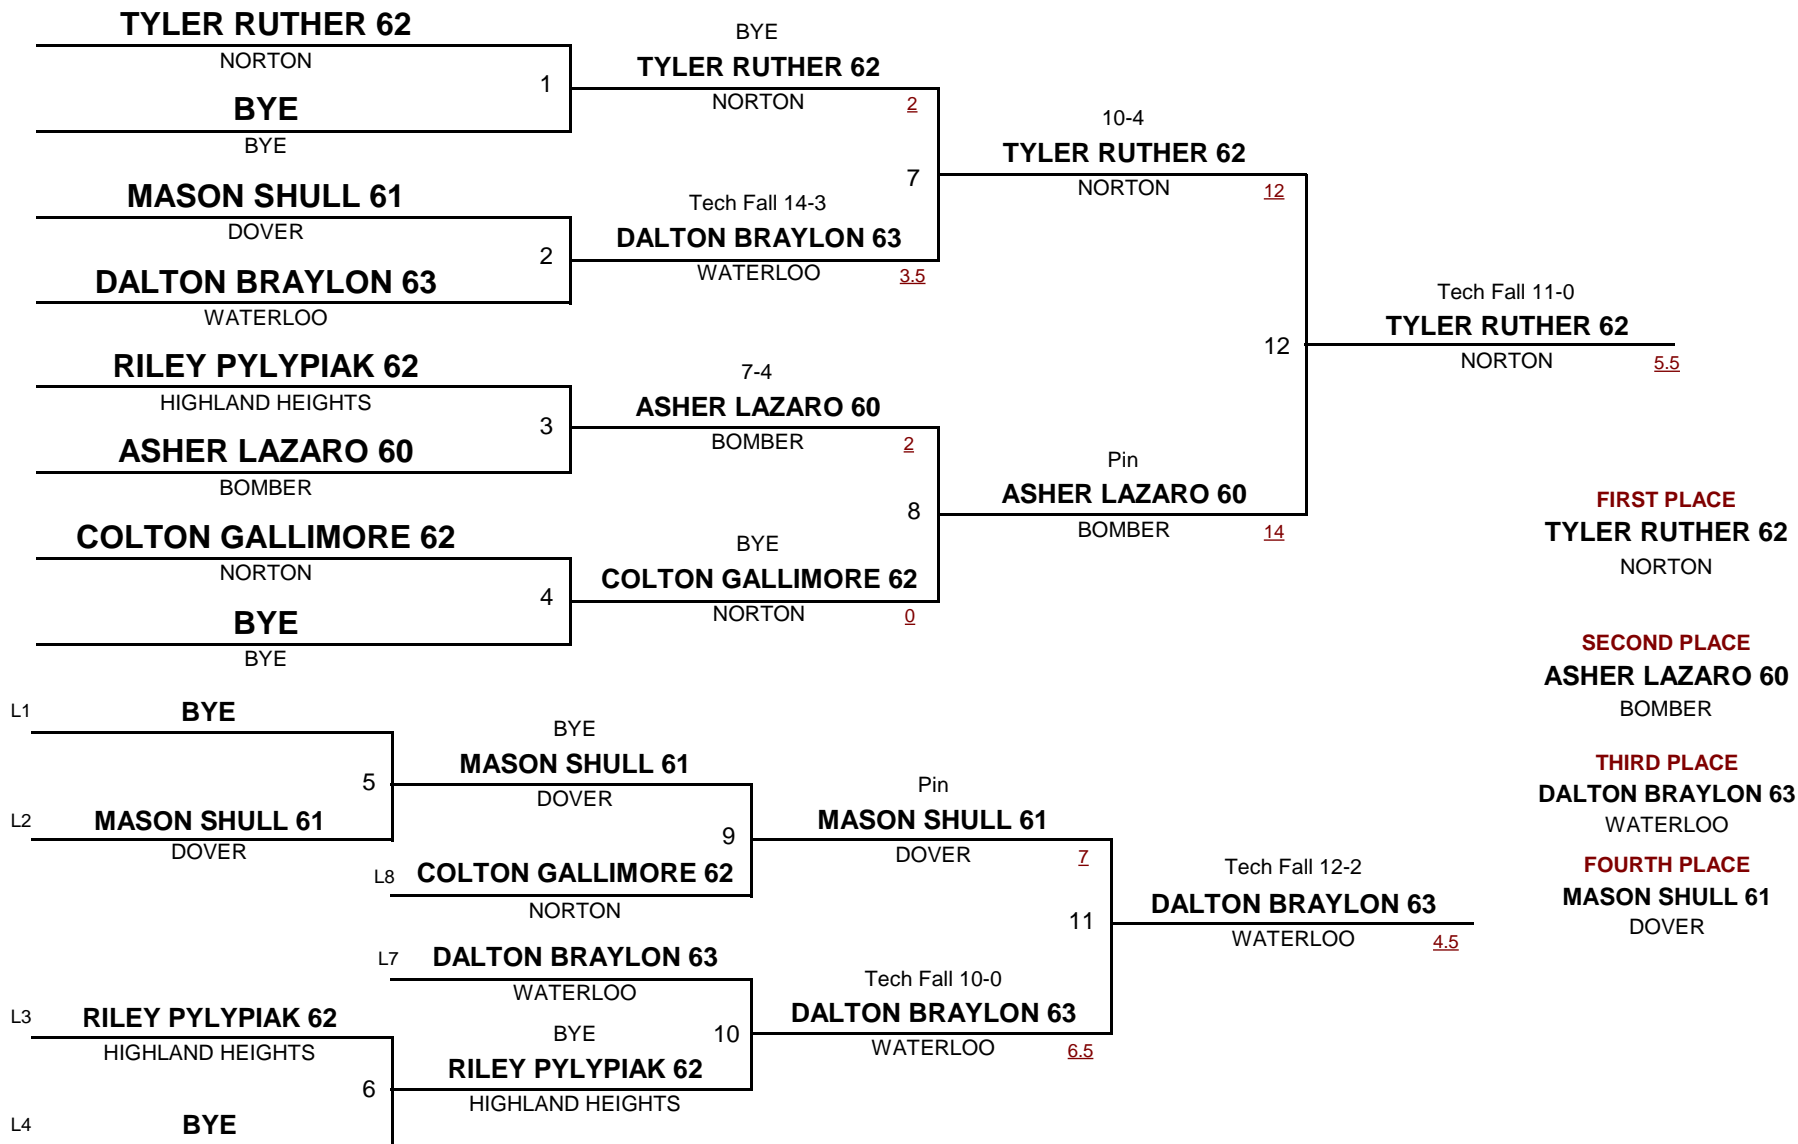 TYLER RUTHER 62
NORTON
1
BYE
BYE
MASON SHULL 61
DOVER
2
DALTON BRAYLON 63
WATERLOO
RILEY PYLYPIAK 62
HIGHLAND HEIGHTS
3
ASHER LAZARO 60
BOMBER
COLTON GALLIMORE 62
NORTON
4
BYE
BYE
BYE
TYLER RUTHER 62
NORTON
2
7
Tech Fall 14-3
DALTON BRAYLON 63
WATERLOO
3.5
7-4
ASHER LAZARO 60
BOMBER
2
8
BYE
COLTON GALLIMORE 62
NORTON
0
10-4
TYLER RUTHER 62
NORTON
12
12
Pin
ASHER LAZARO 60
BOMBER
14
Tech Fall 11-0
TYLER RUTHER 62
NORTON
5.5
FIRST PLACE
TYLER RUTHER 62
NORTON
SECOND PLACE
ASHER LAZARO 60
BOMBER
THIRD PLACE
DALTON BRAYLON 63
WATERLOO
FOURTH PLACE
MASON SHULL 61
DOVER
L1
BYE
5
L2
MASON SHULL 61
DOVER
BYE
MASON SHULL 61
DOVER
9
L8
COLTON GALLIMORE 62
NORTON
L7
DALTON BRAYLON 63
WATERLOO
10
L3
RILEY PYLYPIAK 62
HIGHLAND HEIGHTS
6
L4
BYE
BYE
RILEY PYLYPIAK 62
HIGHLAND HEIGHTS
Pin
MASON SHULL 61
DOVER
7
11
Tech Fall 10-0
DALTON BRAYLON 63
WATERLOO
6.5
Tech Fall 12-2
DALTON BRAYLON 63
WATERLOO
4.5